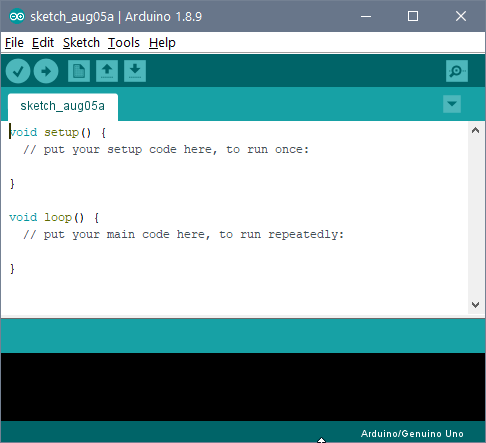 sketch_aug05a | Arduino 1.8.9
File Edit Sketch Tools Help
sketch_aug05a
void setup() {
  // put your setup code here, to run once:
}
void loop() {
  // put your main code here, to run repeatedly:
}
Arduino/Genuino Uno